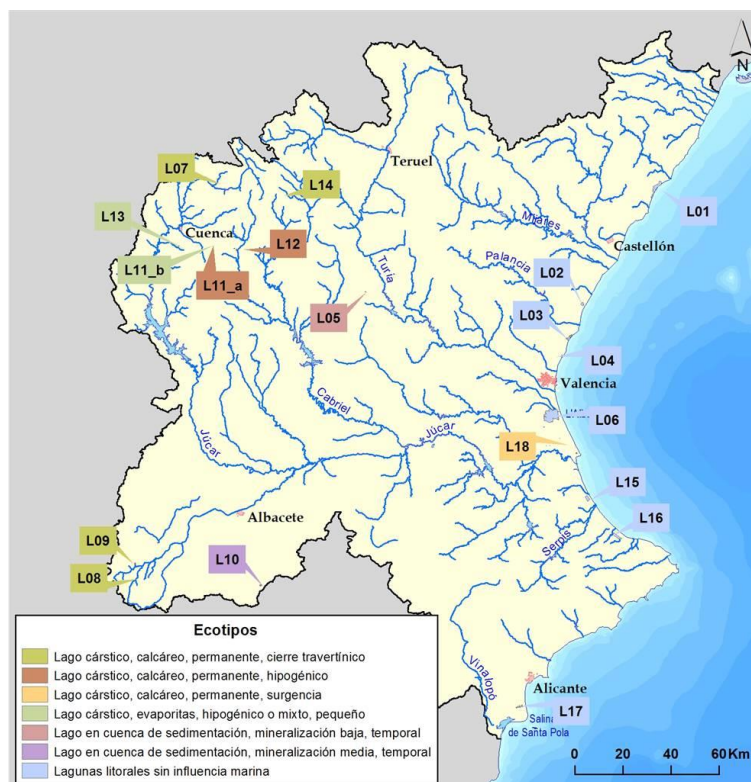 N
L07
L14
Teruel
L01
Mijares
L13
Cuenca
L12
Castellón
Palancia
L11_b
L02
L11_a
Turia
L05
L03
L04
Valencia
Cabriel
L06
Júcar
Júcar
L18
L15
Albacete
L16
L09
L10
Serpis
L08
Ecotipos
Lago cárstico, calcáreo, permanente, cierre travertínico
Lago cárstico, calcáreo, permanente, hipogénico
Lago cárstico, calcáreo, permanente, surgencia
Lago cárstico, evaporitas, hipogénico o mixto, pequeño
Lago en cuenca de sedimentación, mineralización baja, temporal
Lago en cuenca de sedimentación, mineralización media, temporal
Lagunas litorales sin influencia marina
Vinalopó
Alicante
L17
Salina
de Santa Pola
0 20 40 60 Km